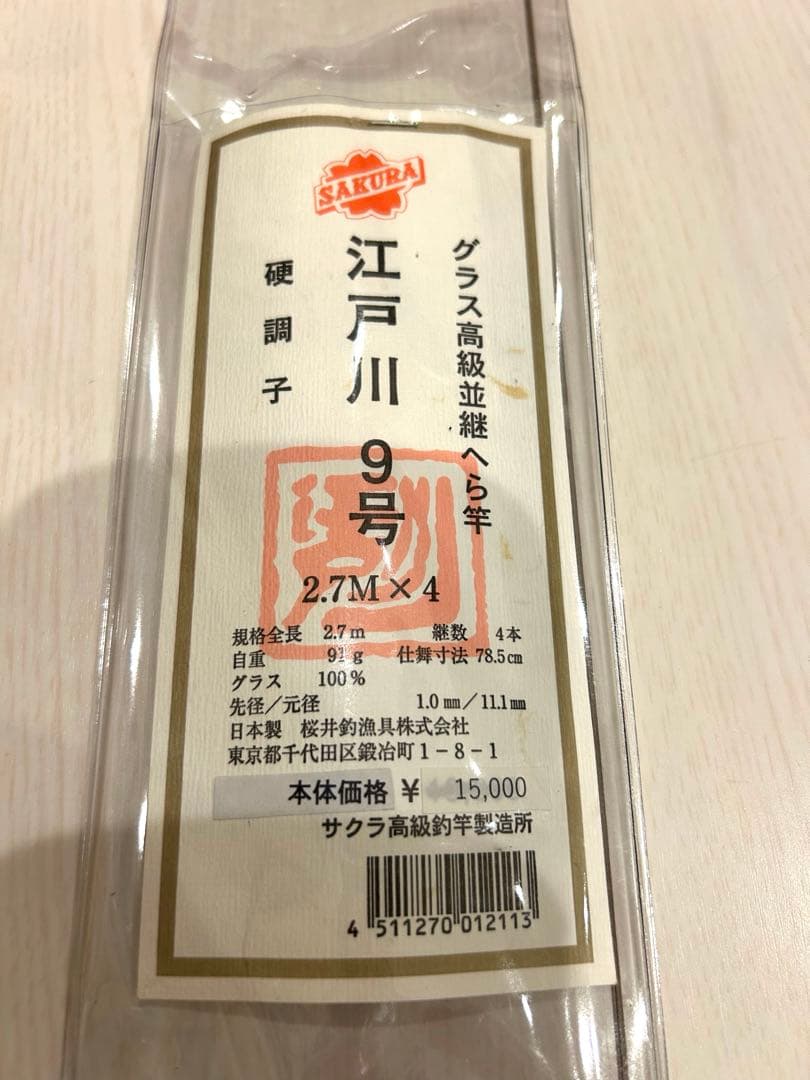 SAKURA
グラス高級並継へら竿
江戸川 9号
硬調子
2.7M×4
規格全長 2.7m 継数 4本
自重 91g 仕舞寸法 78.5cm
グラス 100%
先径/元径 1.0mm/11.1mm
日本製 桜井釣漁具株式会社
東京都千代田区鍛冶町1-8-1
本体価格 ¥ 15,000
サクラ高級釣竿製造所
4 511270 012113